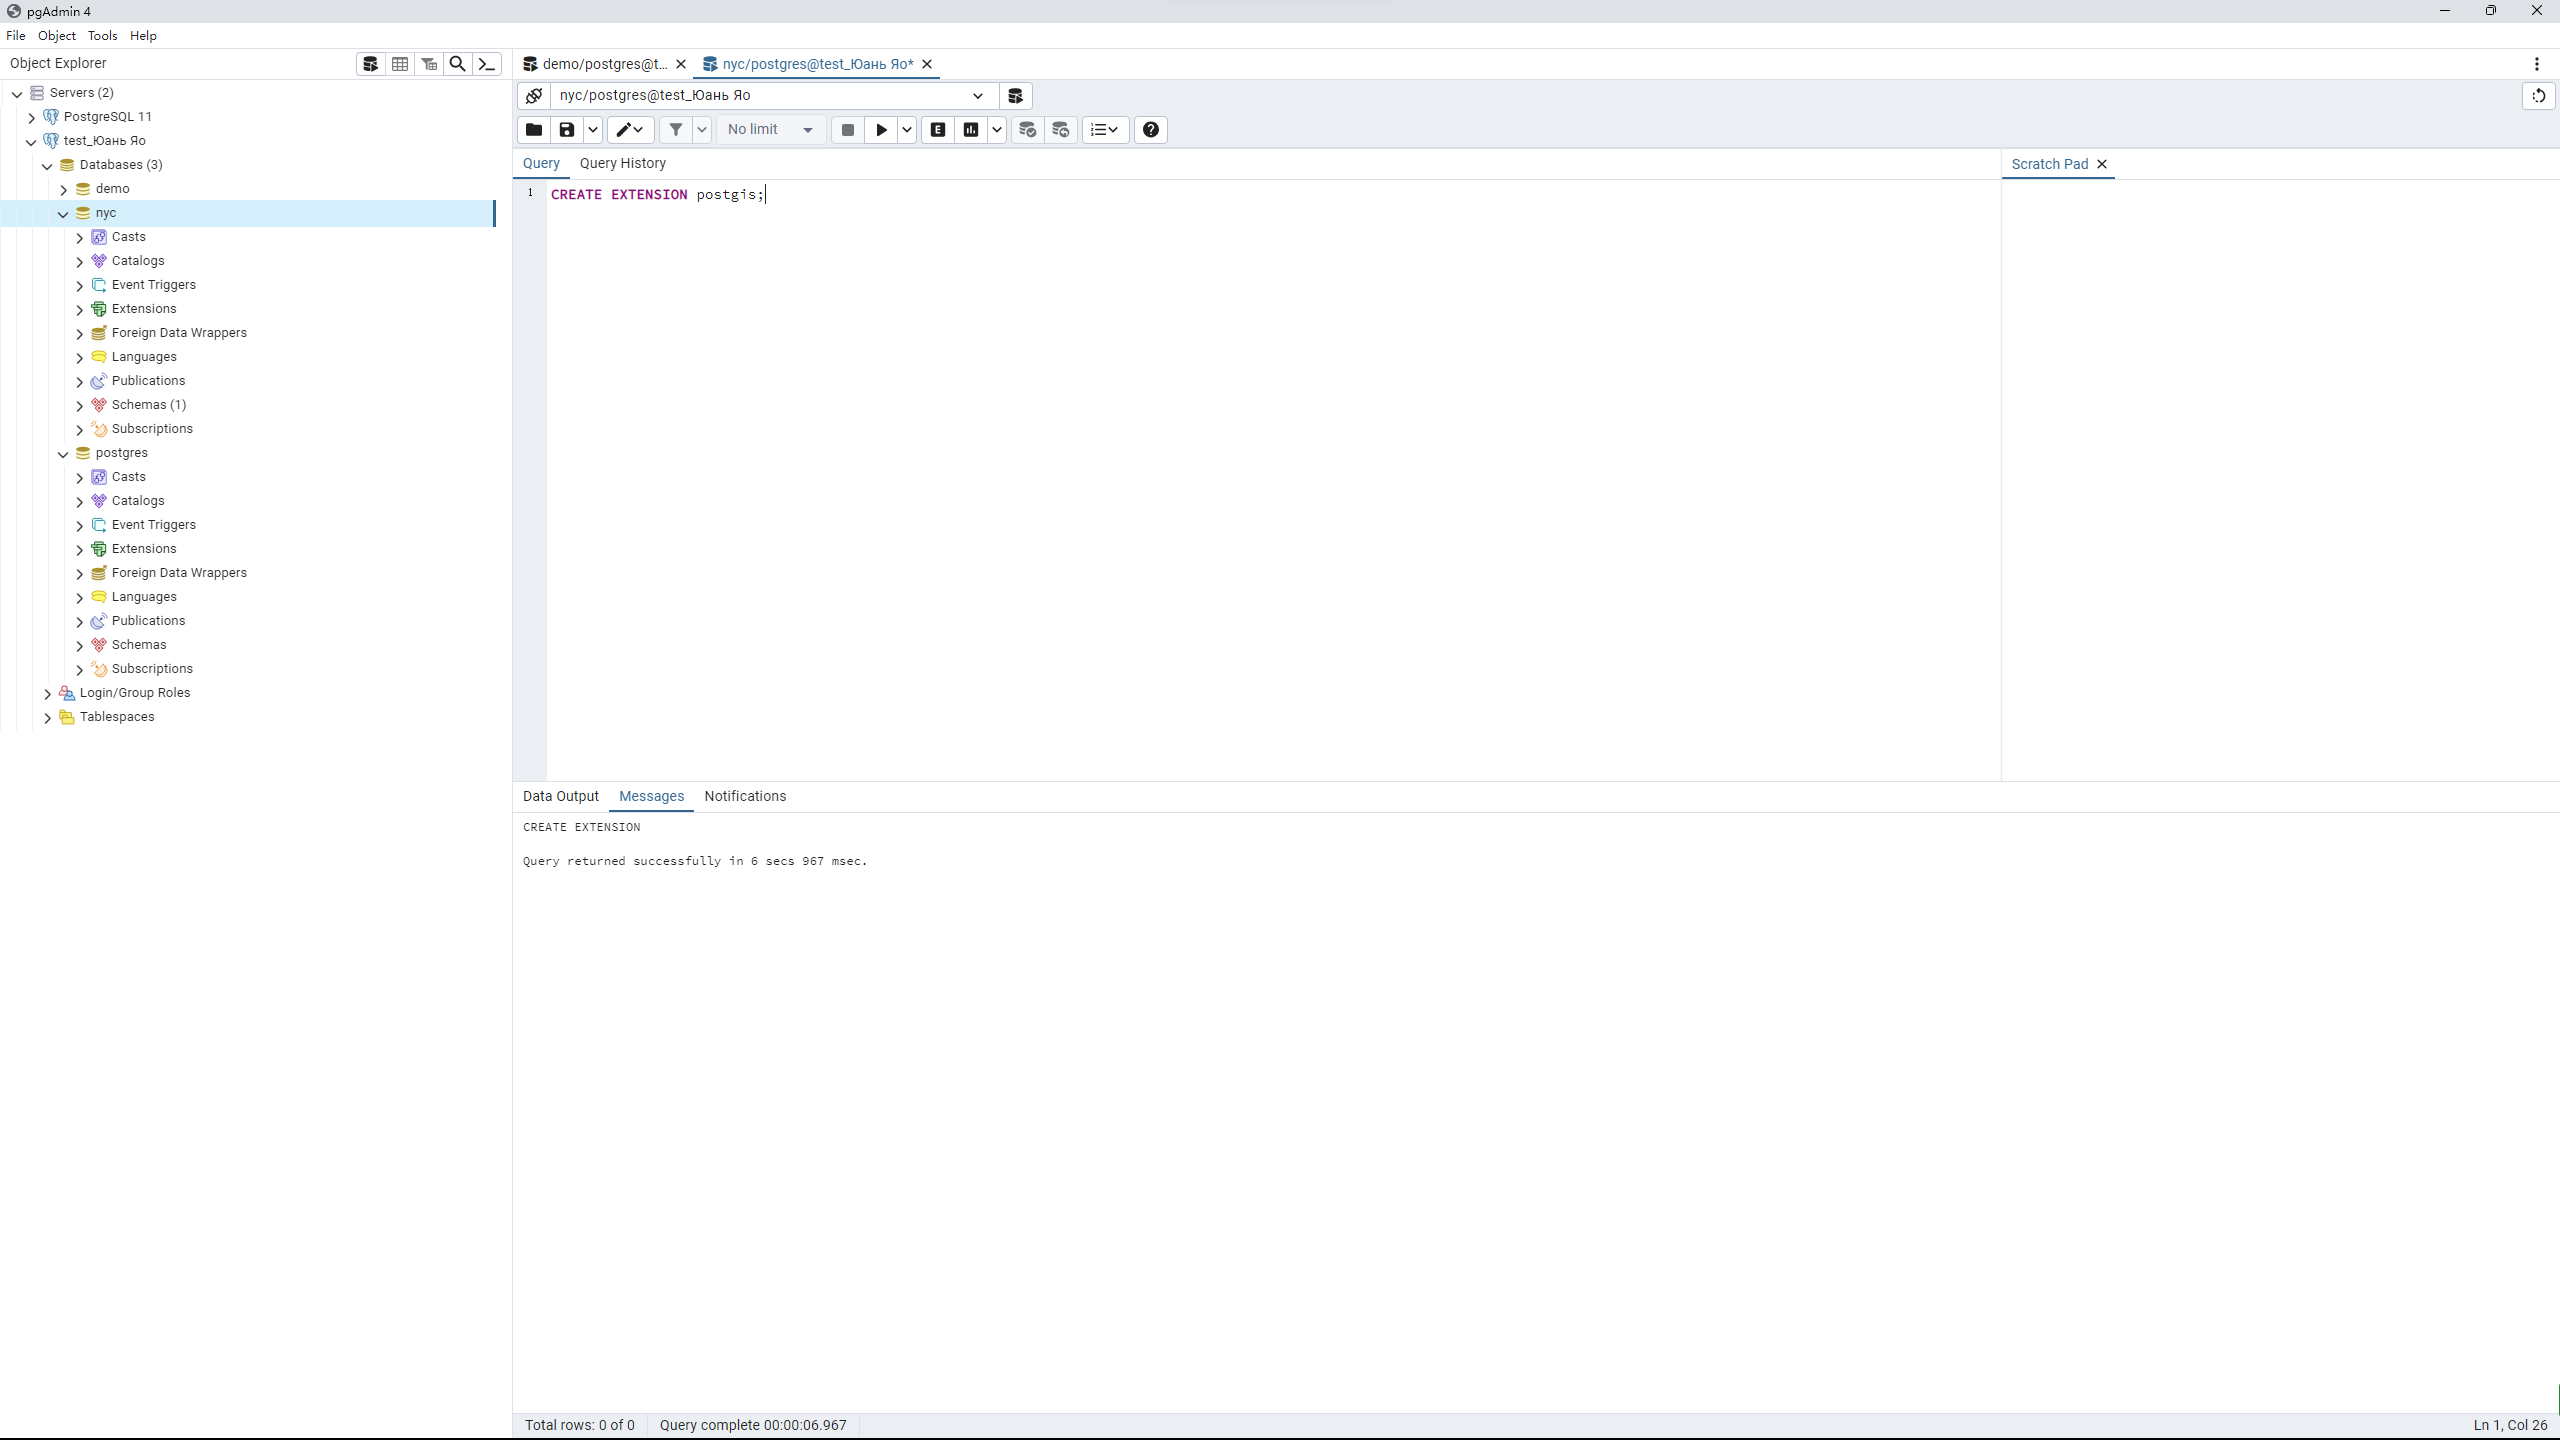 pgAdmin 4
File Object Tools Help
Object Explorer
Servers (2)
PostgreSQL 11
test_Юань Яо
Databases (3)
demo
nyc
Casts
Catalogs
Event Triggers
Extensions
Foreign Data Wrappers
Languages
Publications
Schemas (1)
Subscriptions
postgres
Casts
Catalogs
Event Triggers
Extensions
Foreign Data Wrappers
Languages
Publications
Schemas
Subscriptions
Login/Group Roles
Tablespaces
demo/postgres@t... nyc/postgres@test_Юань Яо*
nyc/postgres@test_Юань Яо
No limit E
Query Query History
Scratch Pad
1 CREATE EXTENSION postgis;
Data Output Messages Notifications
CREATE EXTENSION
Query returned successfully in 6 secs 967 msec.
Total rows: 0 of 0 Query complete 00:00:06.967 Ln 1, Col 26